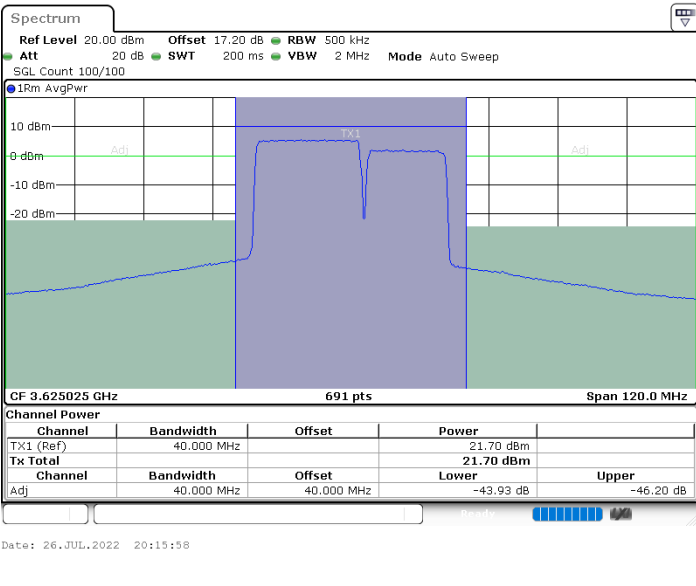 Spectrum
Ref Level 20.00 dBm Offset 17.20 dB RBW 500 kHz
Att 20 dB SWT 200 ms VBW 2 MHz Mode Auto Sweep
SGL Count 100/100
1Rm AvgPwr
10 dBm
TX1
Adj Adj
0 dBm
-10 dBm
-20 dBm
CF 3.625025 GHz 691 pts Span 120.0 MHz
Channel Power
Channel Bandwidth Offset Power
TX1 (Ref) 40.000 MHz 21.70 dBm
Tx Total 21.70 dBm
Channel Bandwidth Offset Lower Upper
Adj 40.000 MHz 40.000 MHz -43.93 dB -46.20 dB
Ready
Date: 26.JUL.2022 20:15:58